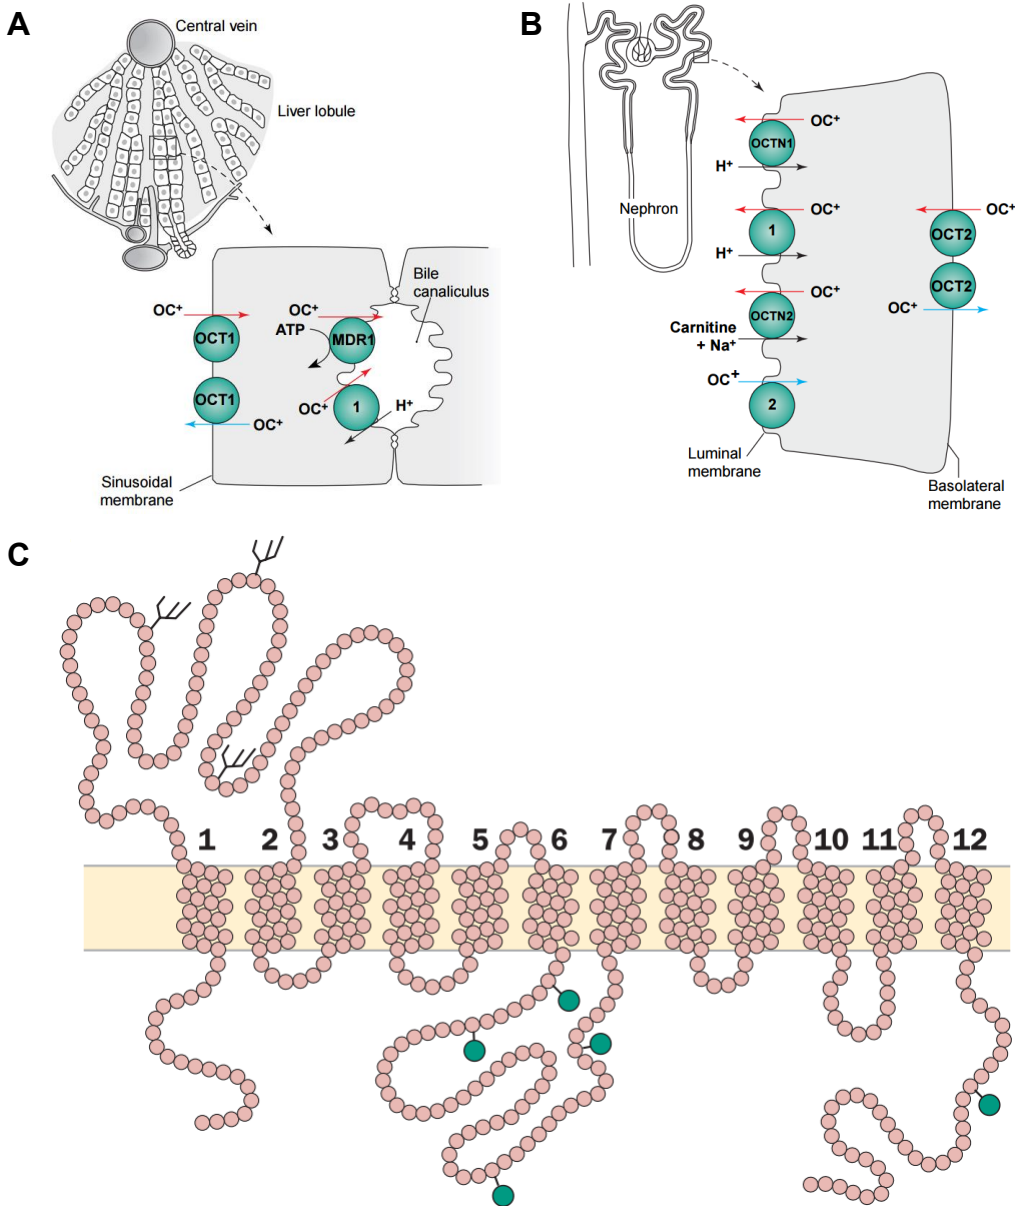 A
Central vein
Liver lobule
Bile
canaliculus
OC⁺
OCT1
OCT1
OC⁺
OC⁺
ATP
MDR1
OC⁺
1
H⁺
Sinusoidal
membrane
B
Nephron
OC⁺
OCTN1
H⁺
OC⁺
1
H⁺
OC⁺
OCTN2
Carnitine
+ Na⁺
OC⁺
2
Luminal
membrane
OC⁺
OCT2
OCT2
OC⁺
Basolateral
membrane
C
1 2 3 4 5 6 7 8 9 10 11 12